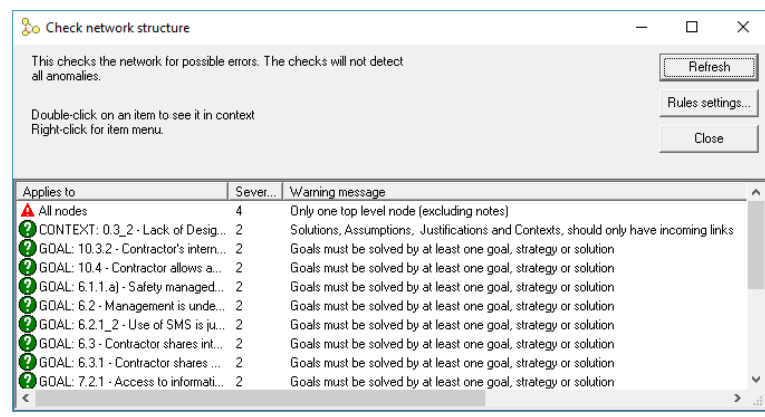 Check network structure
This checks the network for possible errors. The checks will not detect
all anomalies.
Refresh
Rules settings...
Double-click on an item to see it in context
Right-click for item menu.
Close
Applies to Sever... Warning message
All nodes 4 Only one top level node (excluding notes)
CONTEXT: 0.3_2 - Lack of Desig... 2 Solutions, Assumptions, Justifications and Contexts, should only have incoming links
GOAL: 10.3.2 - Contractor's intern... 2 Goals must be solved by at least one goal, strategy or solution
GOAL: 10.4 - Contractor allows a... 2 Goals must be solved by at least one goal, strategy or solution
GOAL: 6.1.1.a) - Safety managed... 2 Goals must be solved by at least one goal, strategy or solution
GOAL: 6.2 - Management is unde... 2 Goals must be solved by at least one goal, strategy or solution
GOAL: 6.2.1_2 - Use of SMS is ju... 2 Goals must be solved by at least one goal, strategy or solution
GOAL: 6.3 - Contractor shares int... 2 Goals must be solved by at least one goal, strategy or solution
GOAL: 6.3.1 - Contractor shares ... 2 Goals must be solved by at least one goal, strategy or solution
GOAL: 7.2.1 - Access to informati... 2 Goals must be solved by at least one goal, strategy or solution